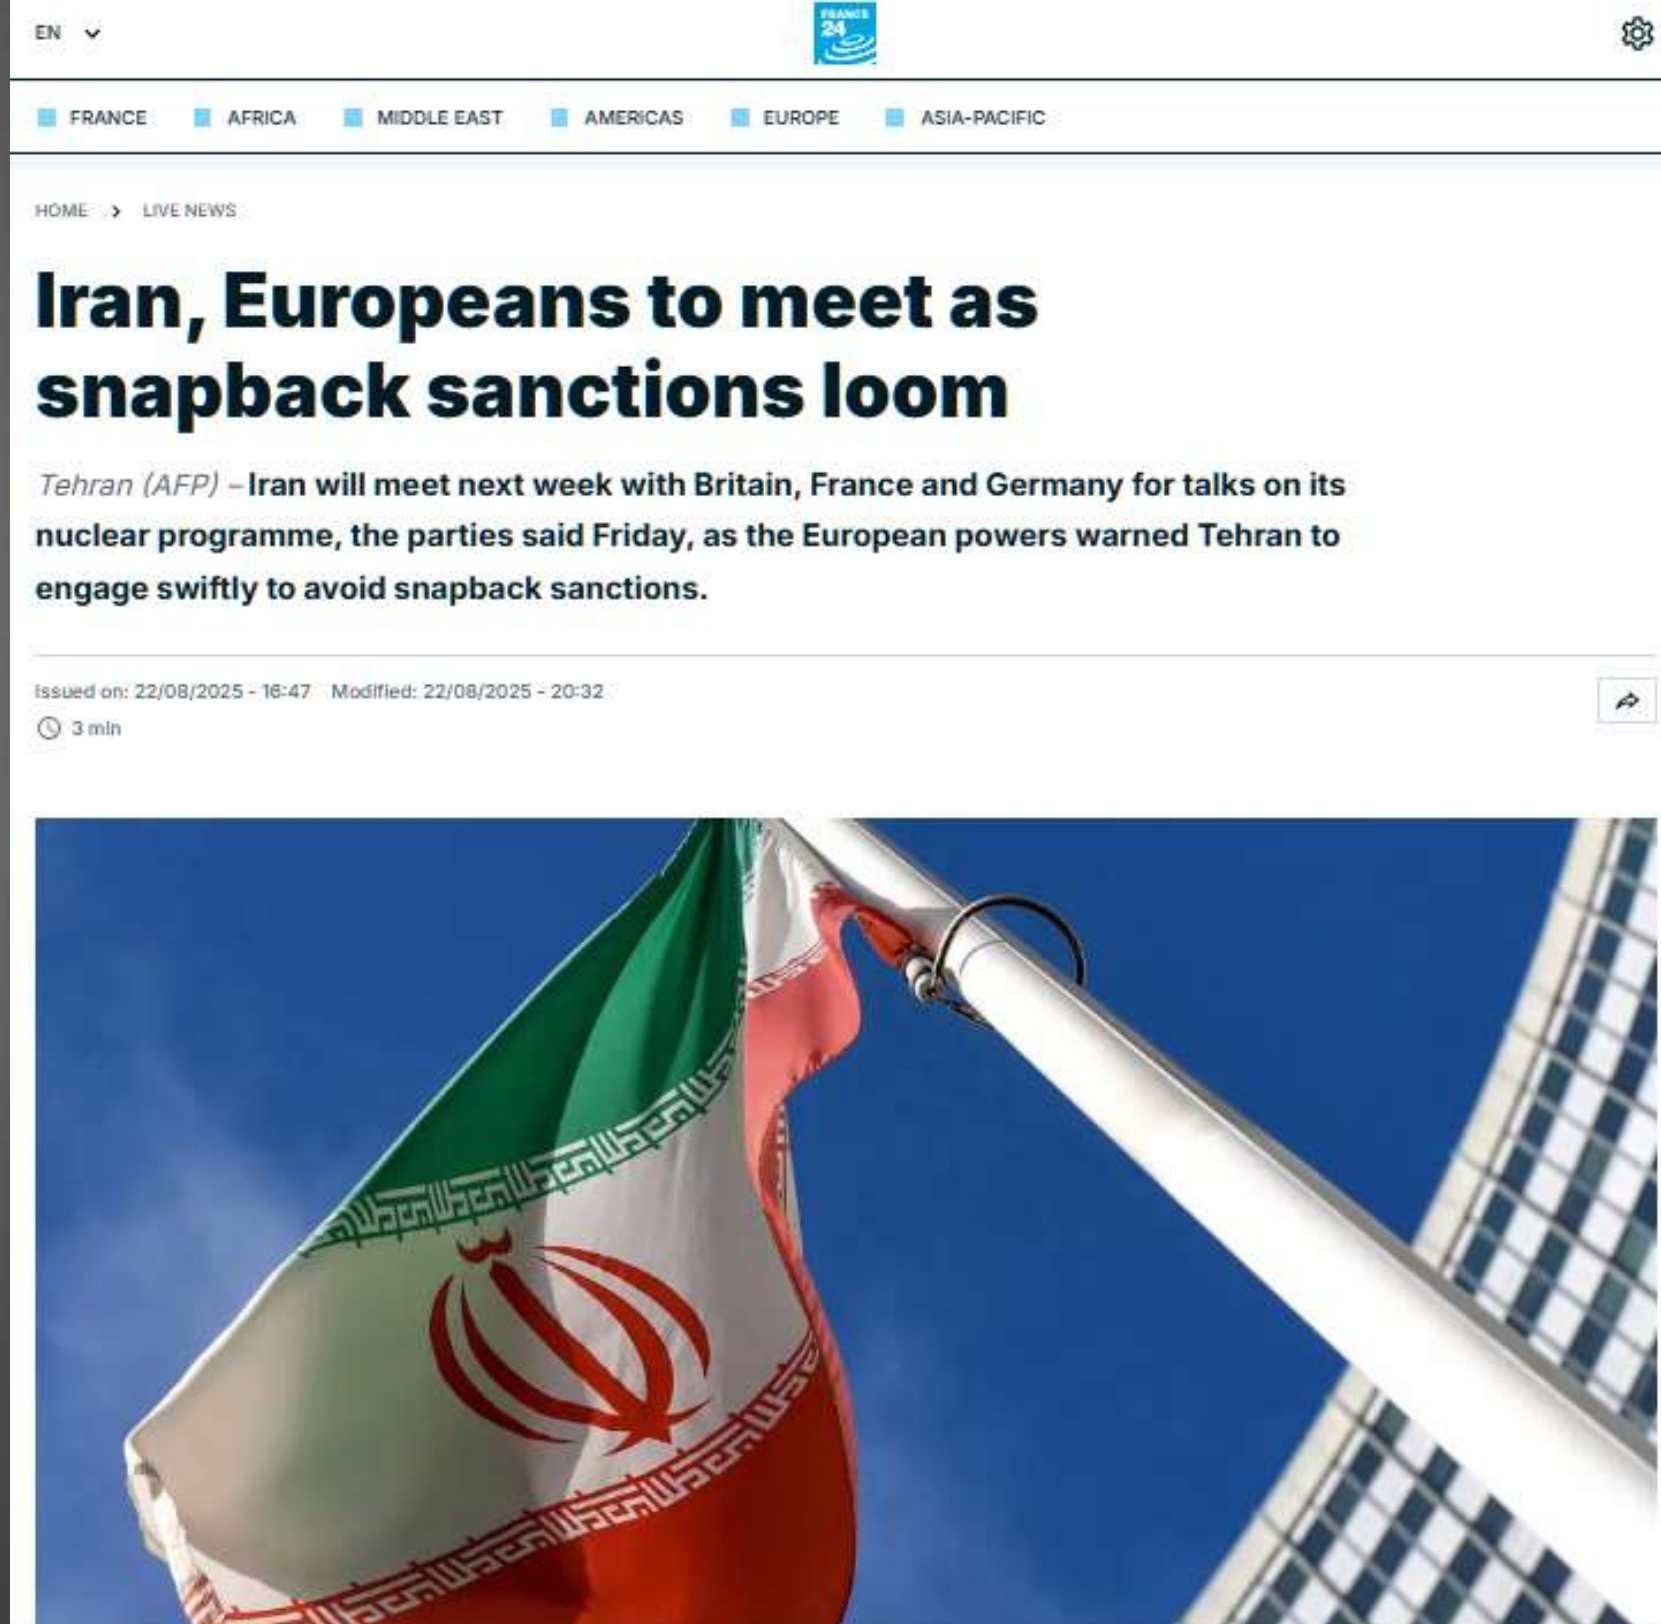 EN
FRANCE
24
FRANCE AFRICA MIDDLE EAST AMERICAS EUROPE ASIA-PACIFIC
HOME > LIVE NEWS
Iran, Europeans to meet as
snapback sanctions loom
Tehran (AFP) – Iran will meet next week with Britain, France and Germany for talks on its
nuclear programme, the parties said Friday, as the European powers warned Tehran to
engage swiftly to avoid snapback sanctions.
Issued on: 22/08/2025 - 16:47 Modified: 22/08/2025 - 20:32
3 min